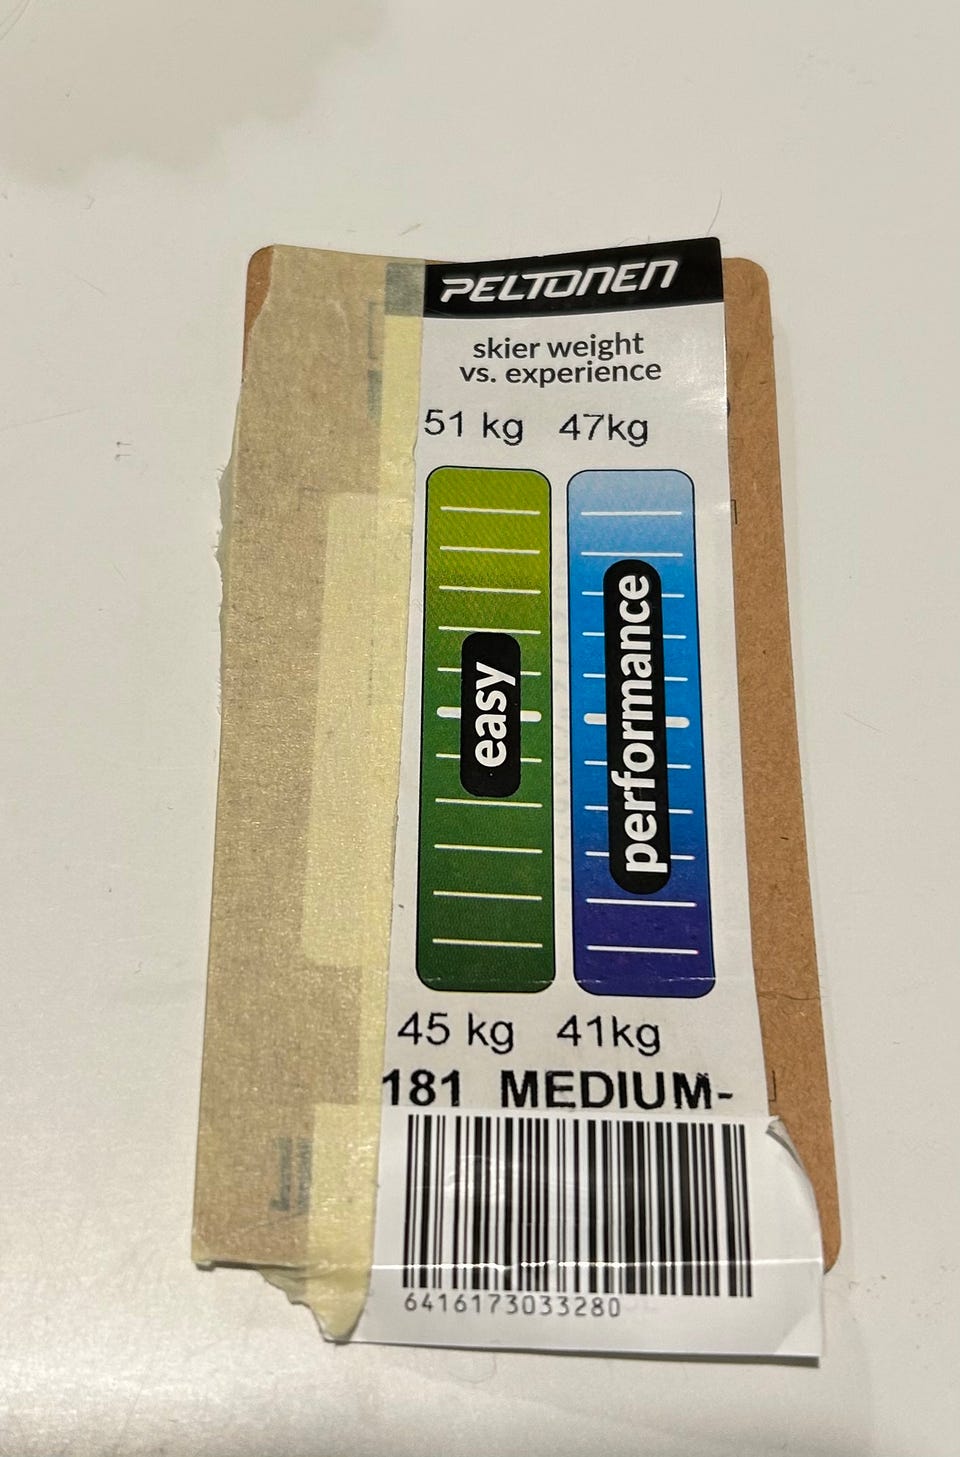 PELTONEN
skier weight
vs. experience
51 kg 47kg
easy
performance
45 kg 41kg
181 MEDIUM-
6416173033280